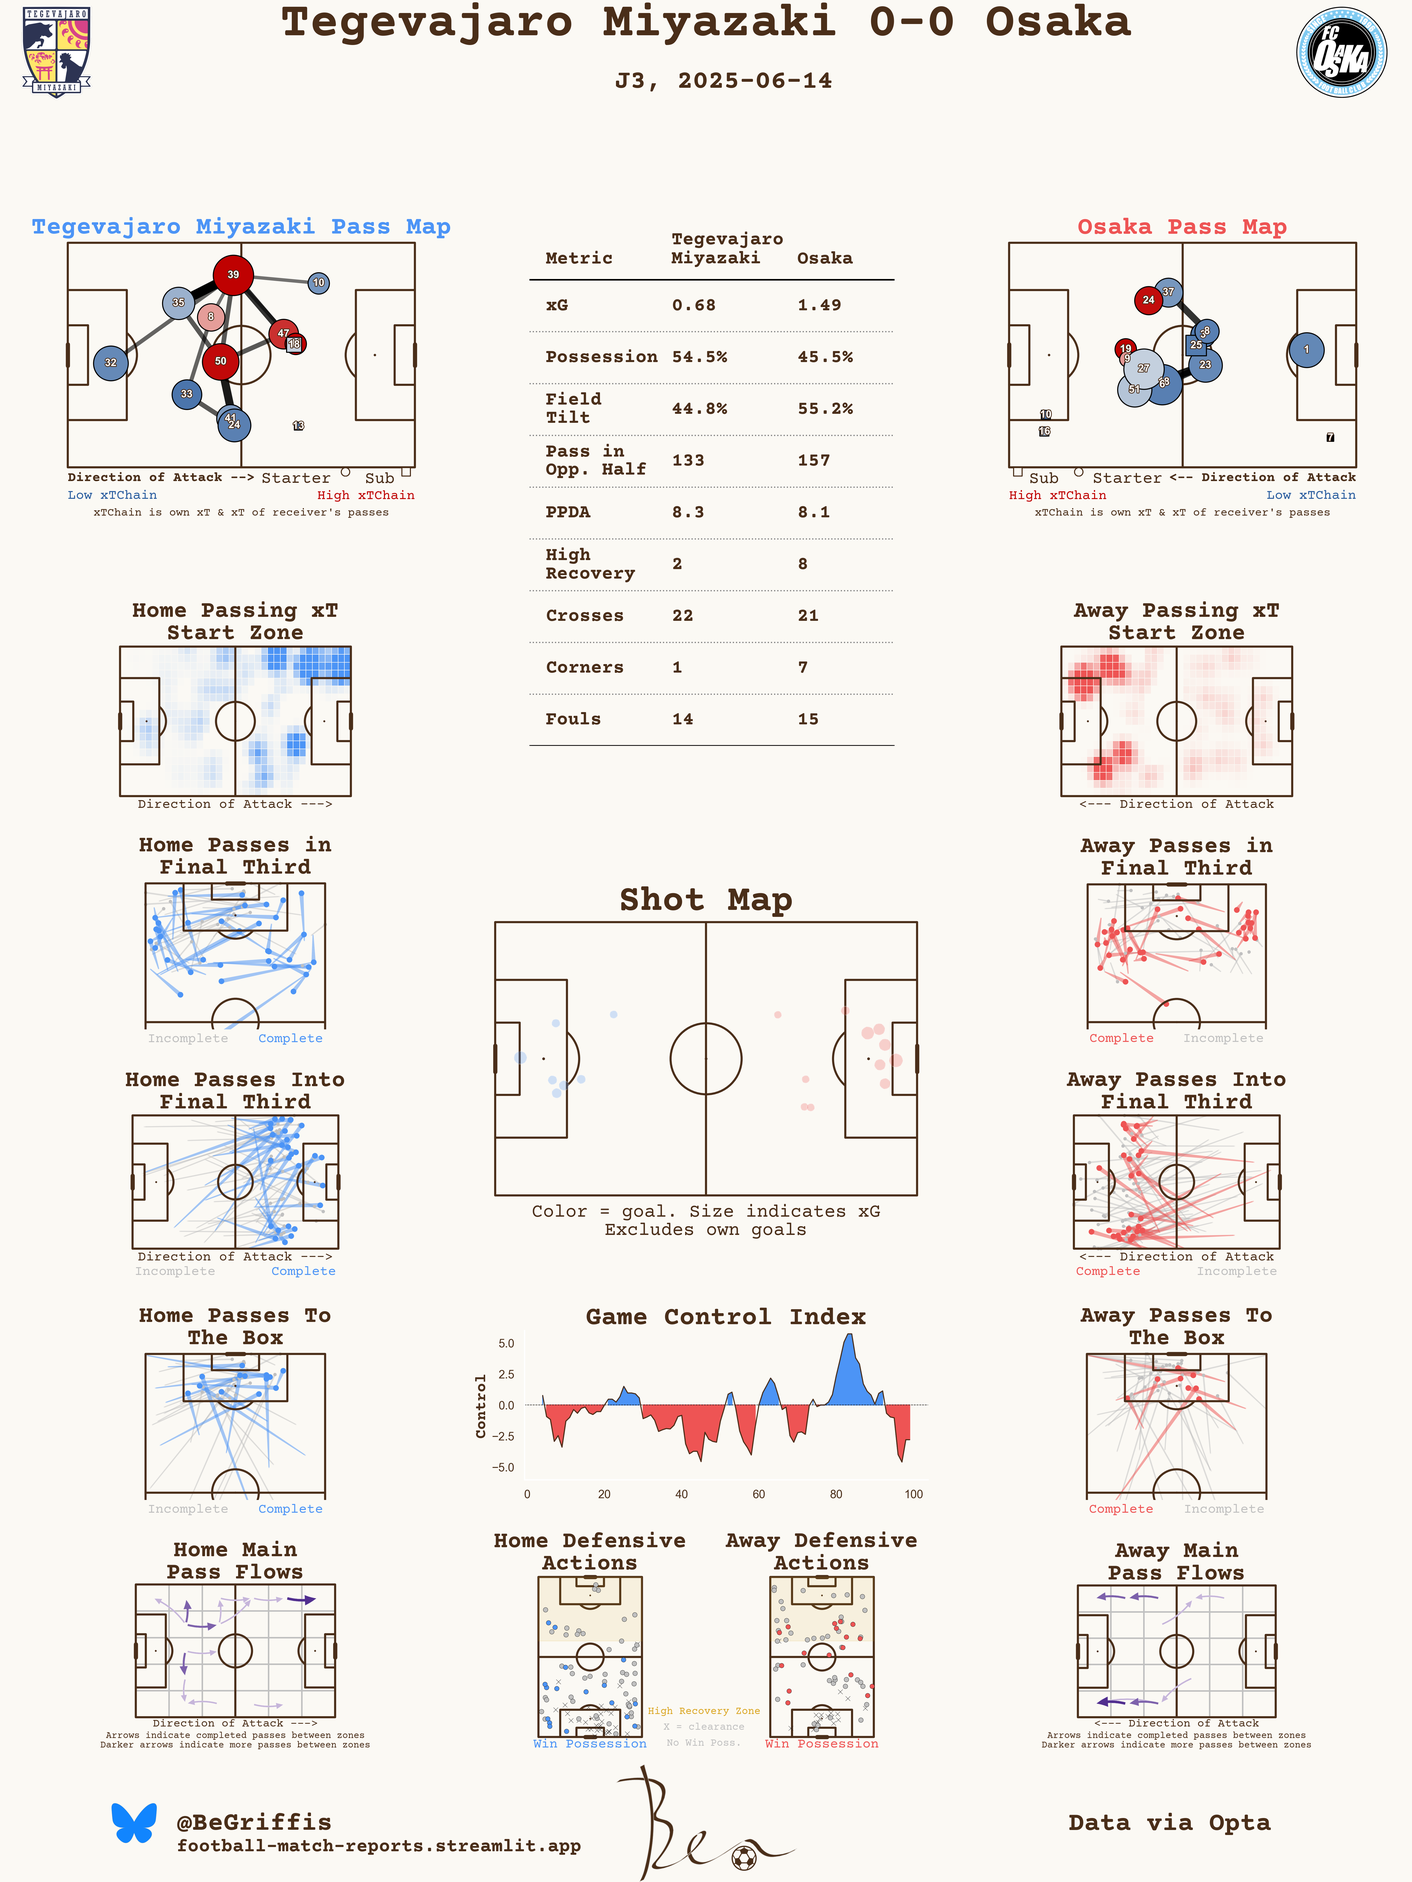 Tegevajaro Miyazaki 0-0 Osaka
J3, 2025-06-14
TEGEVAJARO
MIYAZAKI
FC
OSAKA
Tegevajaro Miyazaki Pass Map
39
10
35
8
47
18
32
50
33
41
24
13
Direction of Attack --> Starter Sub
Low xTChain High xTChain
xTChain is own xT & xT of receiver's passes
Metric Tegevajaro Miyazaki Osaka
xG 0.68 1.49
Possession 54.5% 45.5%
Field Tilt 44.8% 55.2%
Pass in Opp. Half 133 157
PPDA 8.3 8.1
High Recovery 2 8
Crosses 22 21
Corners 1 7
Fouls 14 15
Osaka Pass Map
37
24
8
3
25
19
9
1
27
23
6
51
10
16
7
Sub Starter <-- Direction of Attack
High xTChain Low xTChain
xTChain is own xT & xT of receiver's passes
Home Passing xT
Start Zone
Direction of Attack --->
Away Passing xT
Start Zone
<--- Direction of Attack
Home Passes in
Final Third
Incomplete Complete
Away Passes in
Final Third
Complete Incomplete
Shot Map
Color = goal. Size indicates xG
Excludes own goals
Home Passes Into
Final Third
Direction of Attack --->
Incomplete Complete
Away Passes Into
Final Third
<--- Direction of Attack
Complete Incomplete
Home Passes To
The Box
Incomplete Complete
Game Control Index
Control
5.0
2.5
0.0
−2.5
−5.0
0 20 40 60 80 100
Away Passes To
The Box
Complete Incomplete
Home Main
Pass Flows
Direction of Attack --->
Arrows indicate completed passes between zones
Darker arrows indicate more passes between zones
Home Defensive
Actions
Win Possession
High Recovery Zone
X = clearance
No Win Poss.
Away Defensive
Actions
Win Possession
Away Main
Pass Flows
<--- Direction of Attack
Arrows indicate completed passes between zones
Darker arrows indicate more passes between zones
@BeGriffis
football-match-reports.streamlit.app
Ben
Data via Opta